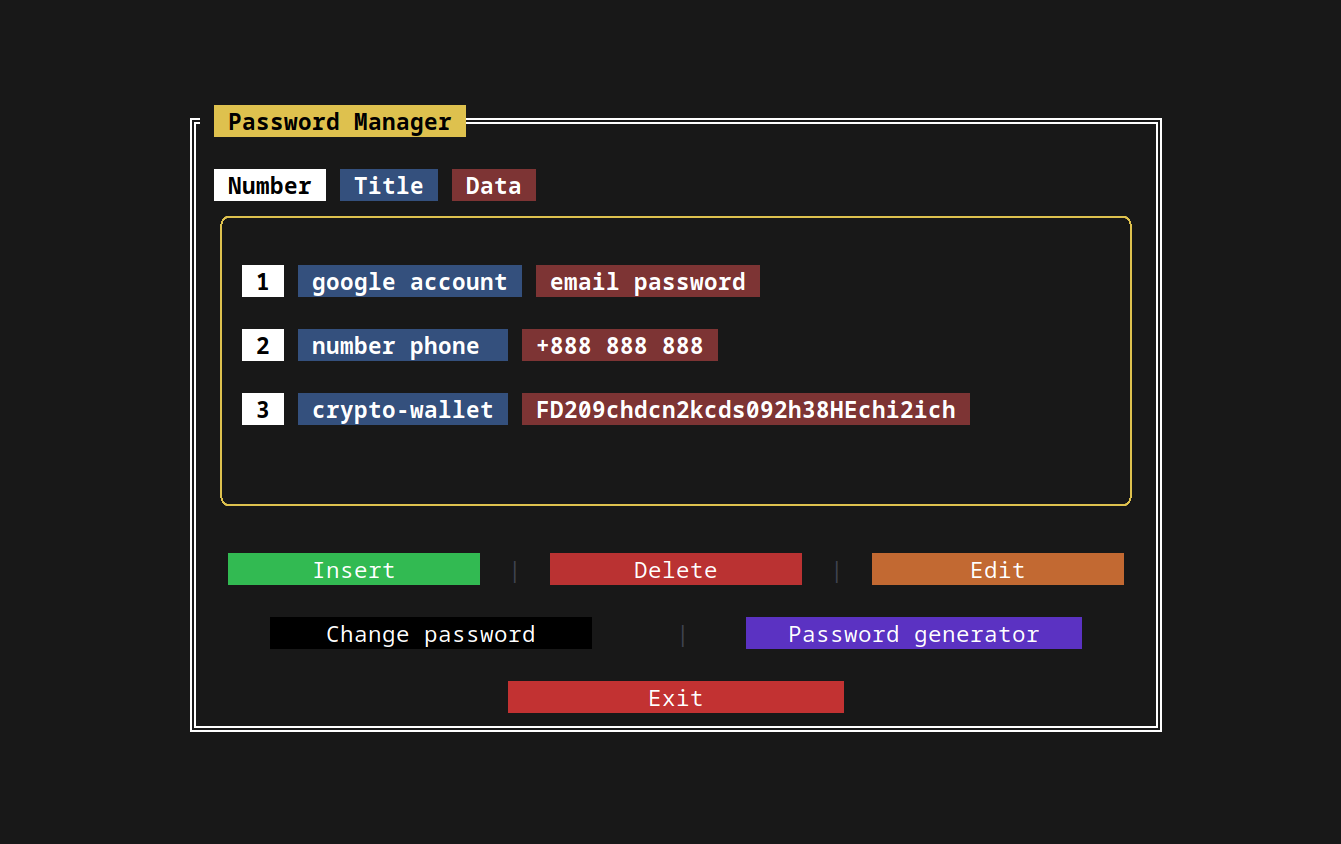 Password Manager
Number Title Data
1 google account email password
2 number phone +888 888 888
3 crypto-wallet FD209chdcn2kcds092h38HEchi2ich
Insert | Delete | Edit
Change password | Password generator
Exit